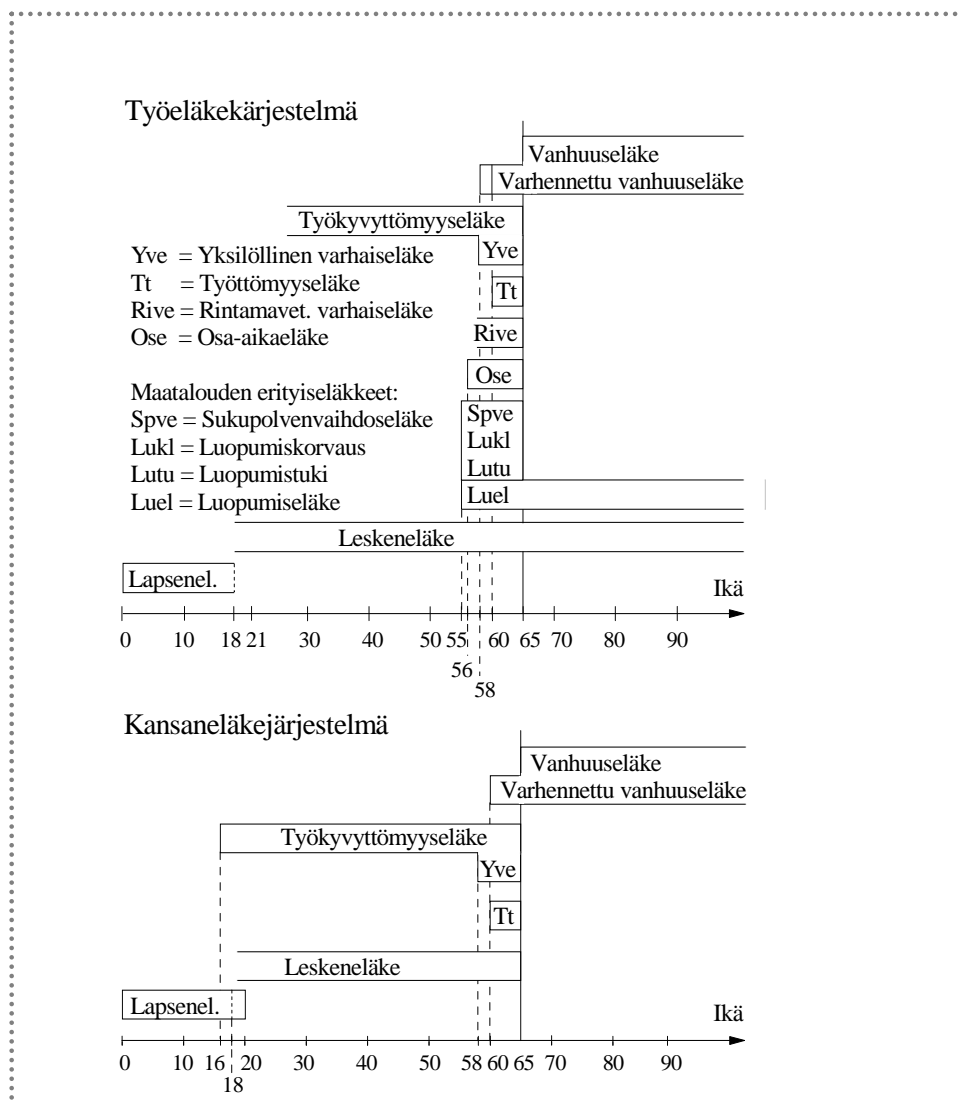 Työeläkekärjestelmä
Vanhuuseläke
Varhennettu vanhuuseläke
Työkyvyttömyyseläke
Yve = Yksilöllinen varhaiseläke
Yve
Tt = Työttömyyseläke
Tt
Rive = Rintamavet. varhaiseläke
Rive
Ose = Osa-aikaeläke
Ose
Maatalouden erityiseläkkeet:
Spve = Sukupolvenvaihdoseläke
Spve
Lukl = Luopumiskorvaus
Lukl
Lutu = Luopumistuki
Lutu
Luel = Luopumiseläke
Luel
Leskeneläke
Lapsenel.
Ikä
0 10 18 21 30 40 50 55 60 65 70 80 90
56
58
Kansaneläkejärjestelmä
Vanhuuseläke
Varhennettu vanhuuseläke
Työkyvyttömyyseläke
Yve
Tt
Leskeneläke
Lapsenel.
Ikä
0 10 16 20 30 40 50 58 60 65 70 80 90
18